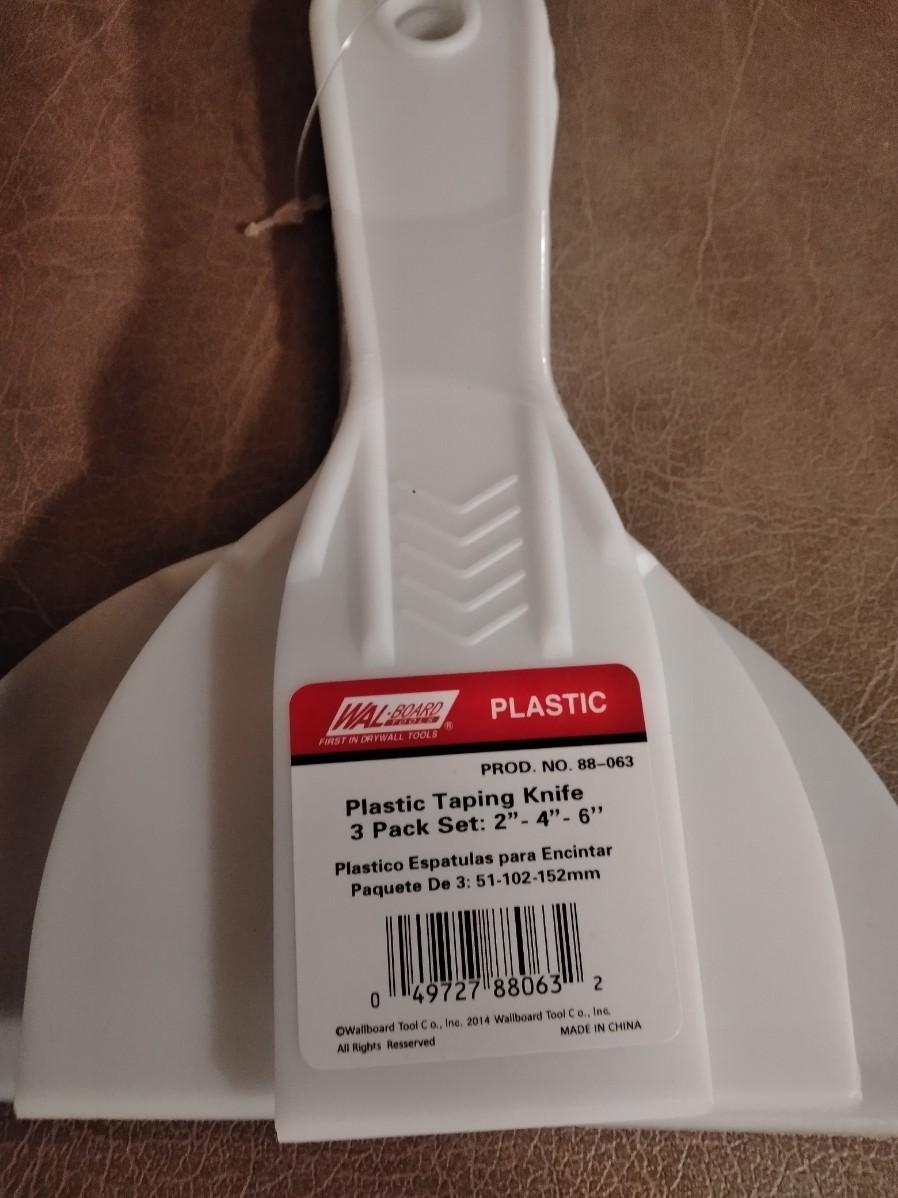 WAL-BOARD
TOOLS ®
FIRST IN DRYWALL TOOLS
PLASTIC
PROD. NO. 88-063
Plastic Taping Knife
3 Pack Set: 2”- 4”- 6’’
Plastico Espatulas para Encintar
Paquete De 3: 51-102-152mm
0 49727 88063 2
©Wallboard Tool Co., Inc. 2014 Wallboard Tool Co., Inc.
All Rights Resserved
MADE IN CHINA